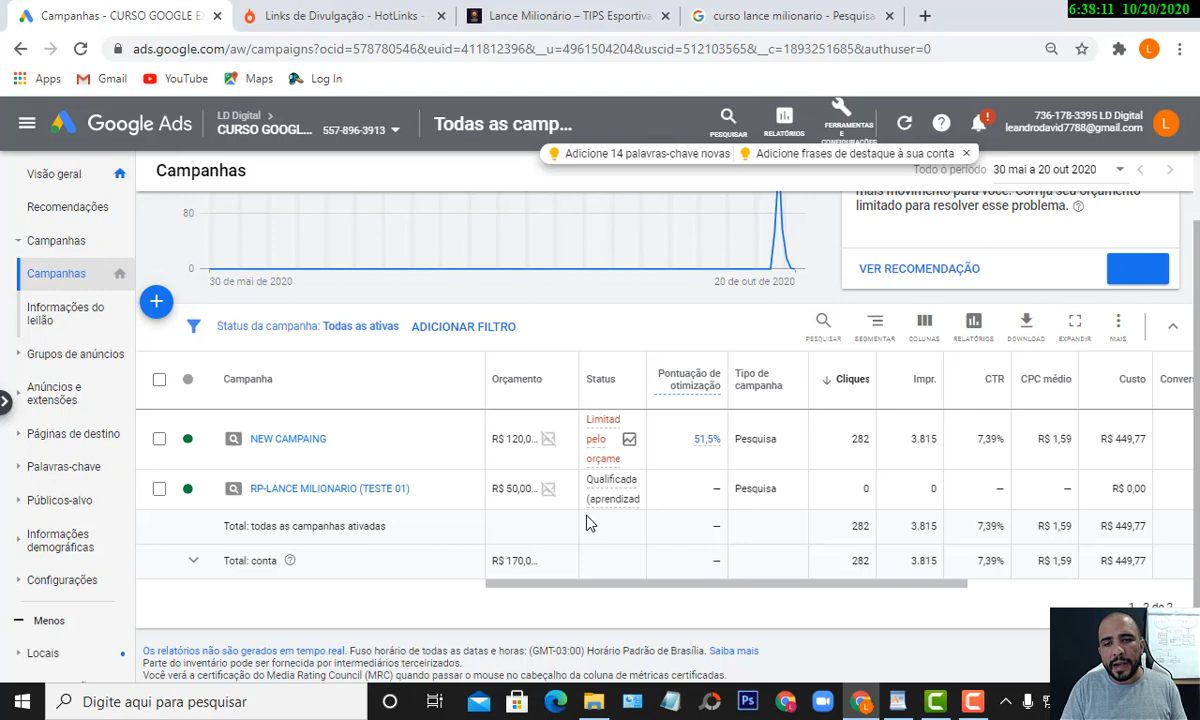 6:38:11 10/20/2020
Campanhas - CURSO GOOGLE E
Links de Divulgação - HotLinks -
Lance Milionário – TIPS Esportiva
curso lance milionario - Pesquisa
ads.google.com/aw/campaigns?ocid=578780546&euid=411812396&__u=4961504204&uscid=512103565&__c=1893251685&authuser=0
L
Apps
Gmail
YouTube
Maps
Log In
Google Ads
LD Digital >
CURSO GOOGL... 557-896-3913
Todas as camp...
PESQUISAR
RELATÓRIOS
FERRAMENTAS
E
CONFIGURAÇÕES
!
736-178-3395 LD Digital
leandrodavid7788@gmail.com
L
Adicione 14 palavras-chave novas
Adicione frases de destaque à sua conta
Campanhas
Todo o período 30 mai a 20 out 2020
Visão geral
Recomendações
Campanhas
Campanhas
Informações do
leilão
Grupos de anúncios
Anúncios e
extensões
Páginas de destino
Palavras-chave
Públicos-alvo
Informações
demográficas
Configurações
Menos
Locais
80
0
30 de mai de 2020
20 de out de 2020
mais movimento para você. Corrija seu orçamento
limitado para resolver esse problema.
VER RECOMENDAÇÃO
Status da campanha: Todas as ativas
ADICIONAR FILTRO
PESQUISAR
SEGMENTAR
COLUNAS
RELATÓRIOS
DOWNLOAD
EXPANDIR
MAIS
Campanha
Orçamento
Status
Pontuação de
otimização
Tipo de
campanha
Cliques
Impr.
CTR
CPC médio
Custo
Convers
NEW CAMPAING
R$ 120,0...
Limitad
pelo
orçame
51,5%
Pesquisa
282
3.815
7,39%
R$ 1,59
R$ 449,77
RP-LANCE MILIONARIO (TESTE 01)
R$ 50,00...
Qualificada
(aprendizad
–
Pesquisa
0
0
–
–
R$ 0,00
Total: todas as campanhas ativadas
–
282
3.815
7,39%
R$ 1,59
R$ 449,77
Total: conta
R$ 170,0...
–
282
3.815
7,39%
R$ 1,59
R$ 449,77
1 - 2 de 2
Os relatórios não são gerados em tempo real. Fuso horário de todas as datas e horas: (GMT-03:00) Horário Padrão de Brasília. Saiba mais
Parte do inventário pode ser fornecida por intermediários terceirizados.
Você verá a certificação do Media Rating Council (MRC) quando passar o mouse no cabeçalho da coluna de métricas certificadas.
Digite aqui para pesquisar
Ps